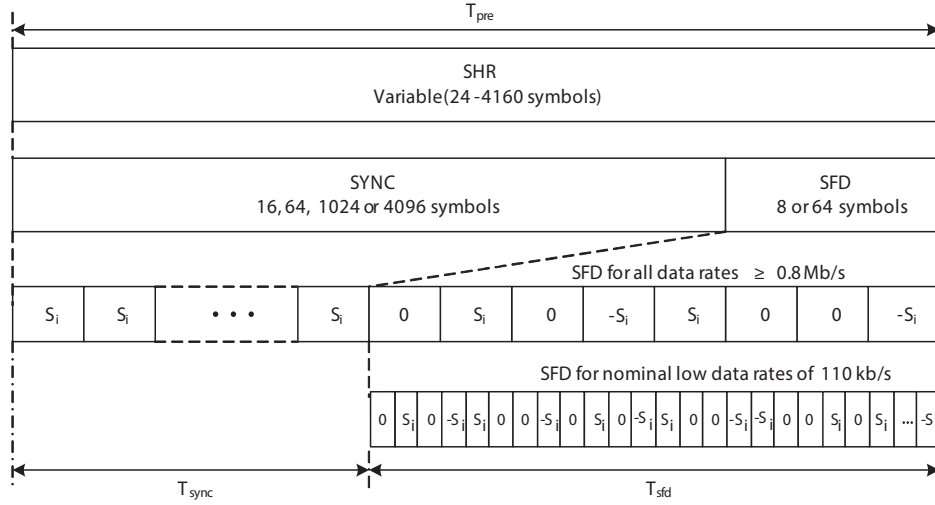 T_pre
SHR
Variable(24 -4160 symbols)
SYNC
SFD
16, 64, 1024 or 4096 symbols
8 or 64 symbols
SFD for all data rates ≥ 0.8 Mb/s
S_i S_i • • • S_i 0 S_i 0 -S_i S_i 0 0 -S_i
SFD for nominal low data rates of 110 kb/s
0 S_i 0 -S_i S_i 0 0 -S_i 0 S_i 0 -S_i S_i 0 0 -S_i -S_i 0 0 S_i 0 S_i ... -S
T_sync
T_sfd